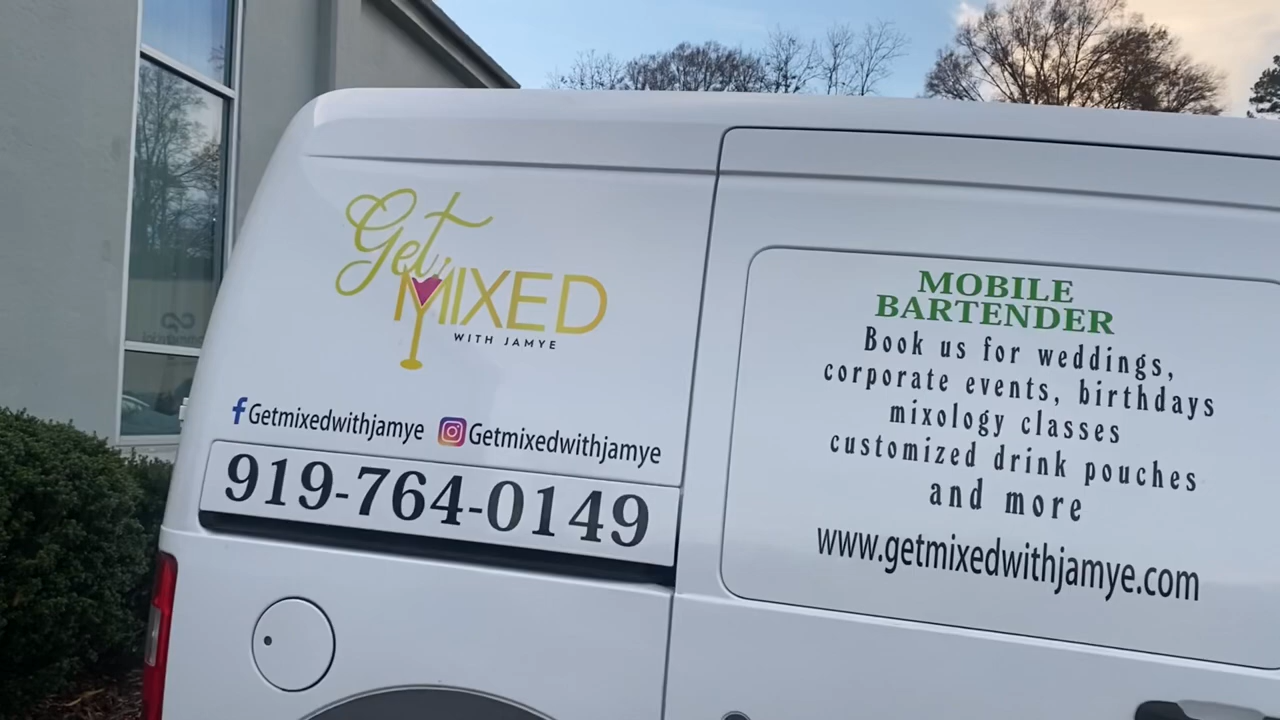 Get
MIXED
WITH JAMYE
Getmixedwithjamye
Getmixedwithjamye
919-764-0149
MOBILE
BARTENDER
Book us for weddings,
corporate events, birthdays
mixology classes
customized drink pouches
and more
www.getmixedwithjamye.com